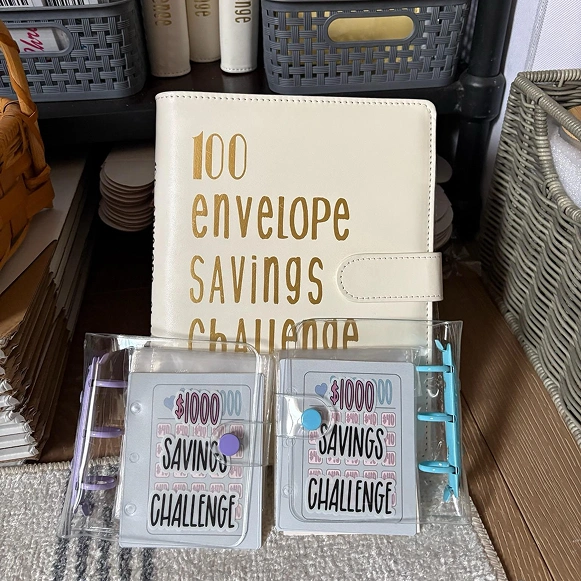 100
envelope
SAVings
CHALLenge
$1000
SAVINGS
CHALLENGE
$1000
SAVINGS
CHALLENGE